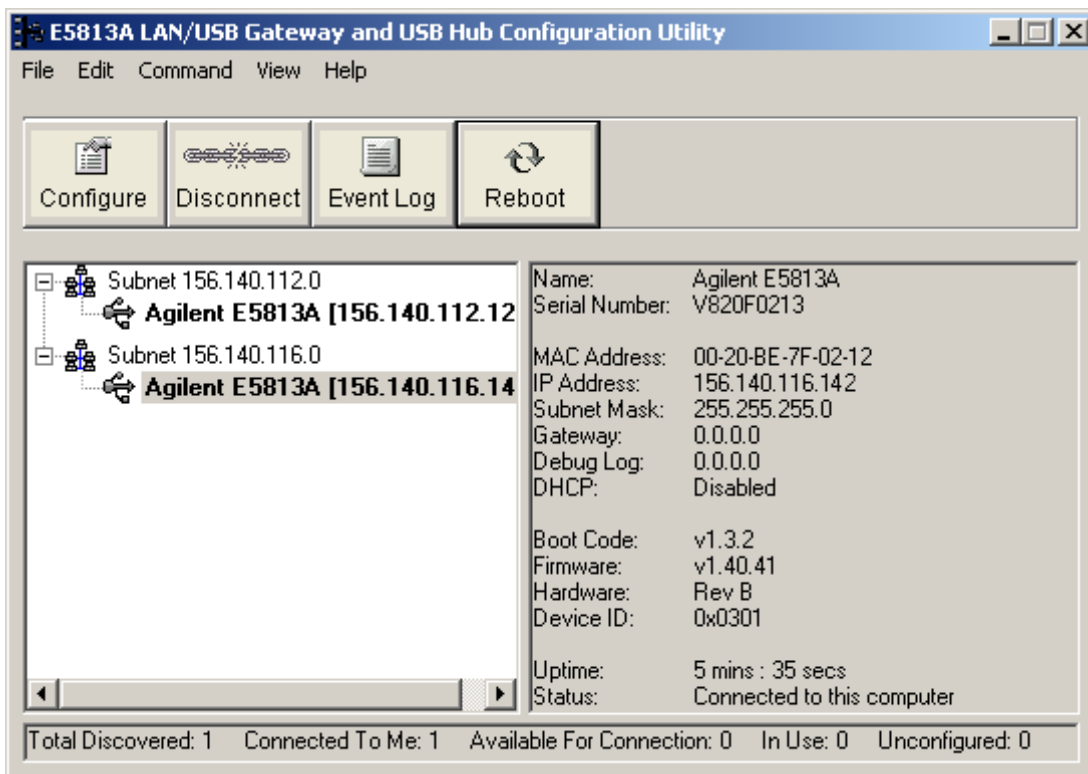 E5813A LAN/USB Gateway and USB Hub Configuration Utility
File Edit Command View Help
Configure Disconnect Event Log Reboot
Subnet 156.140.112.0
Agilent E5813A [156.140.112.12
Subnet 156.140.116.0
Agilent E5813A [156.140.116.14
Name: Agilent E5813A
Serial Number: V820F0213
MAC Address: 00-20-BE-7F-02-12
IP Address: 156.140.116.142
Subnet Mask: 255.255.255.0
Gateway: 0.0.0.0
Debug Log: 0.0.0.0
DHCP: Disabled
Boot Code: v1.3.2
Firmware: v1.40.41
Hardware: Rev B
Device ID: 0x0301
Uptime: 5 mins : 35 secs
Status: Connected to this computer
Total Discovered: 1 Connected To Me: 1 Available For Connection: 0 In Use: 0 Unconfigured: 0